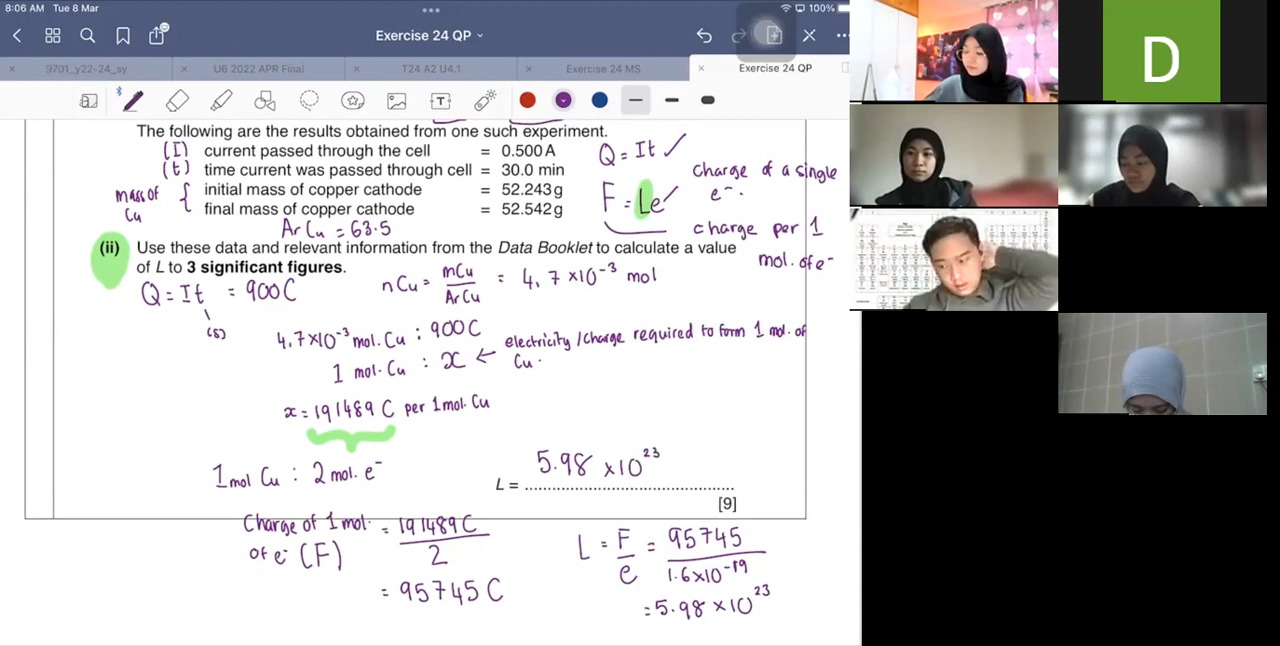 8:06 AM Tue 8 Mar
100%
Exercise 24 QP
9701_y22-24_sy
U6 2022 APR Final
T24 A2 U4.1
Exercise 24 MS
Exercise 24 QP
The following are the results obtained from one such experiment.
(I) current passed through the cell = 0.500 A
(t) time current was passed through cell = 30.0 min
mass of Cu { initial mass of copper cathode = 52.243 g
final mass of copper cathode = 52.542 g
Q = It ✓
F = Le ✓
charge of a single
e⁻.
charge per 1
mol. of e⁻
Ar Cu = 63.5
(ii) Use these data and relevant information from the Data Booklet to calculate a value
of L to 3 significant figures.
Q = It = 900C
(s)
nCu = mCu / ArCu = 4.7 × 10⁻³ mol
4.7×10⁻³ mol. Cu : 900C
1 mol. Cu : x ← electricity/charge required to form 1 mol. of
Cu.
x = 191489 C per 1 mol. Cu
1 mol Cu : 2 mol. e⁻
L = 5.98 × 10²³
[9]
Charge of 1 mol. of e⁻ (F) = 191489C / 2
= 95745 C
L = F / e = 95745 / 1.6×10⁻¹⁹
= 5.98 × 10²³
D